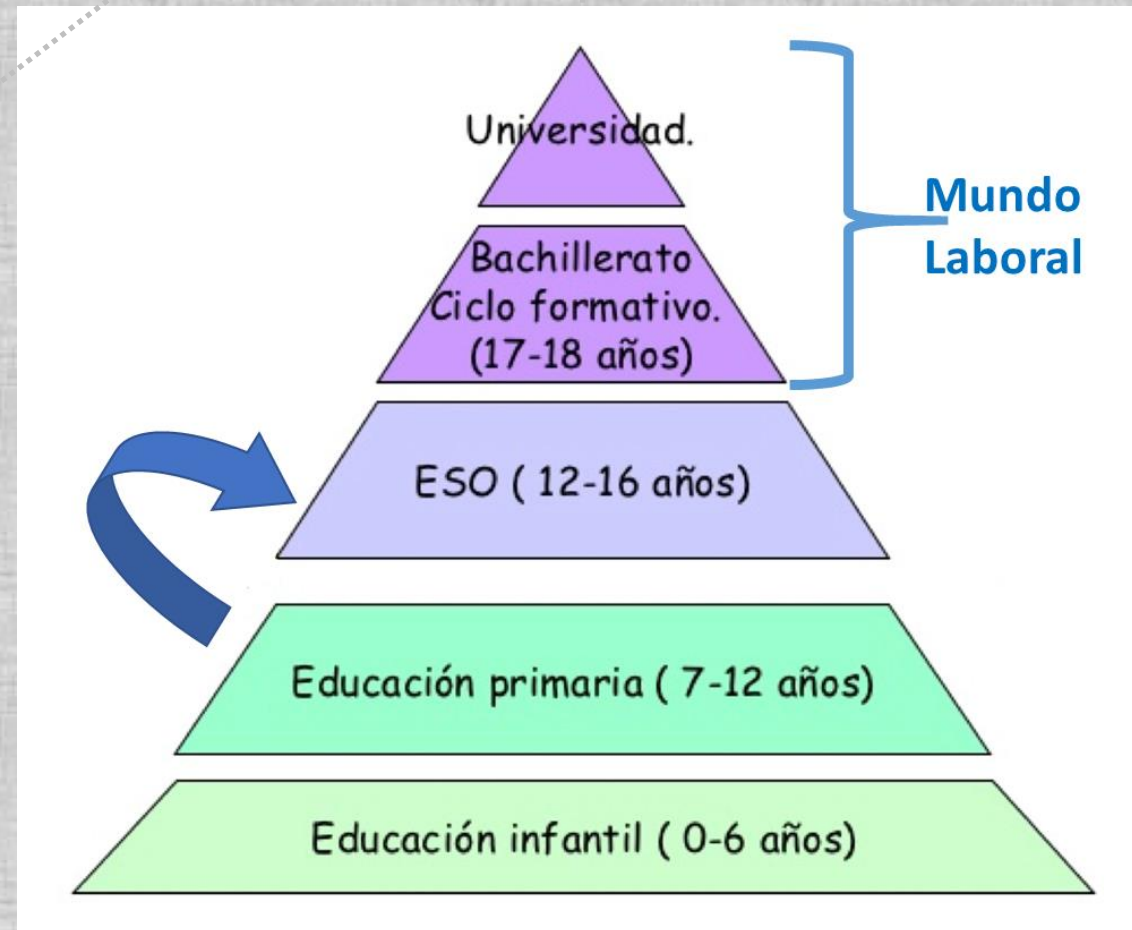 Universidad.
Mundo
Laboral
Bachillerato
Ciclo formativo.
(17-18 años)
ESO ( 12-16 años)
Educación primaria ( 7-12 años)
Educación infantil ( 0-6 años)